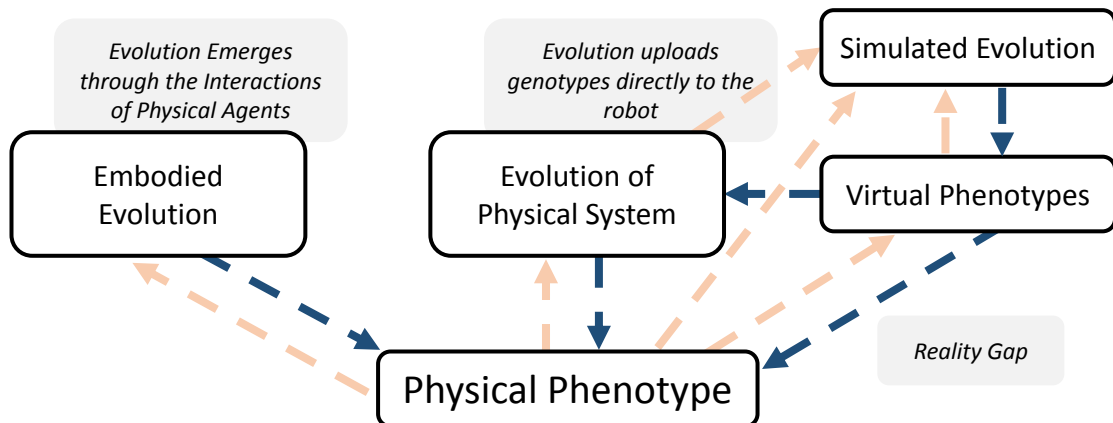 Evolution Emerges
through the Interactions
of Physical Agents
Embodied
Evolution
Evolution uploads
genotypes directly to the
robot
Evolution of
Physical System
Simulated Evolution
Virtual Phenotypes
Reality Gap
Physical Phenotype